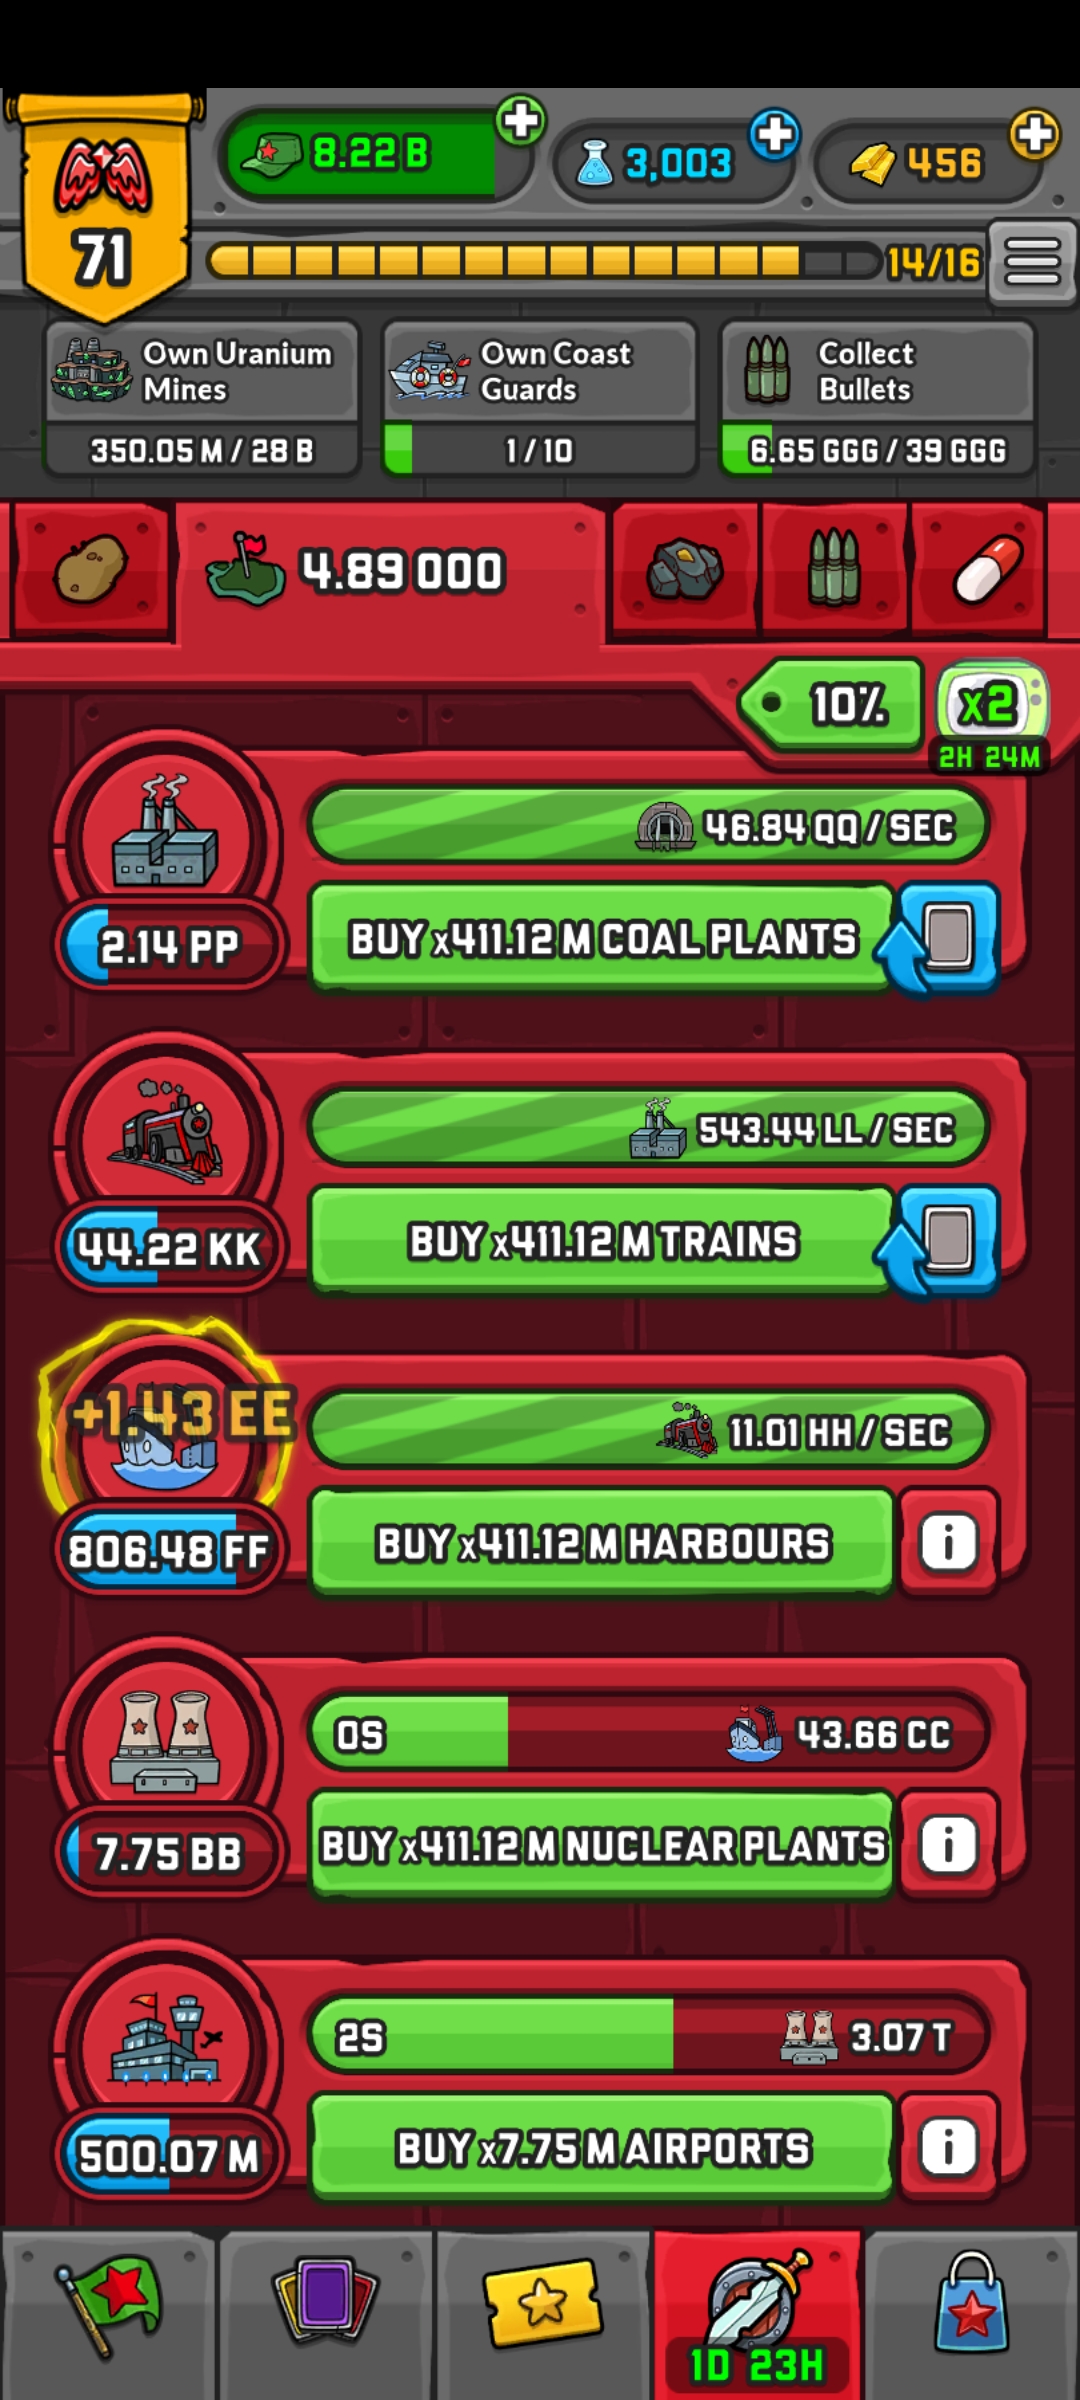 71
8.22 B
3,003
456
14/16
Own Uranium
Mines
350.05 M / 28 B
Own Coast
Guards
1 / 10
Collect
Bullets
6.65 GGG / 39 GGG
4.89 000
10%
x2
2H 24M
46.84 QQ / SEC
2.14 PP
BUY x411.12 M COAL PLANTS
543.44 LL / SEC
44.22 KK
BUY x411.12 M TRAINS
+1.43 EE
11.01 HH / SEC
806.48 FF
BUY x411.12 M HARBOURS
0S
43.66 CC
7.75 BB
BUY x411.12 M NUCLEAR PLANTS
2S
3.07 T
500.07 M
BUY x7.75 M AIRPORTS
1D 23H